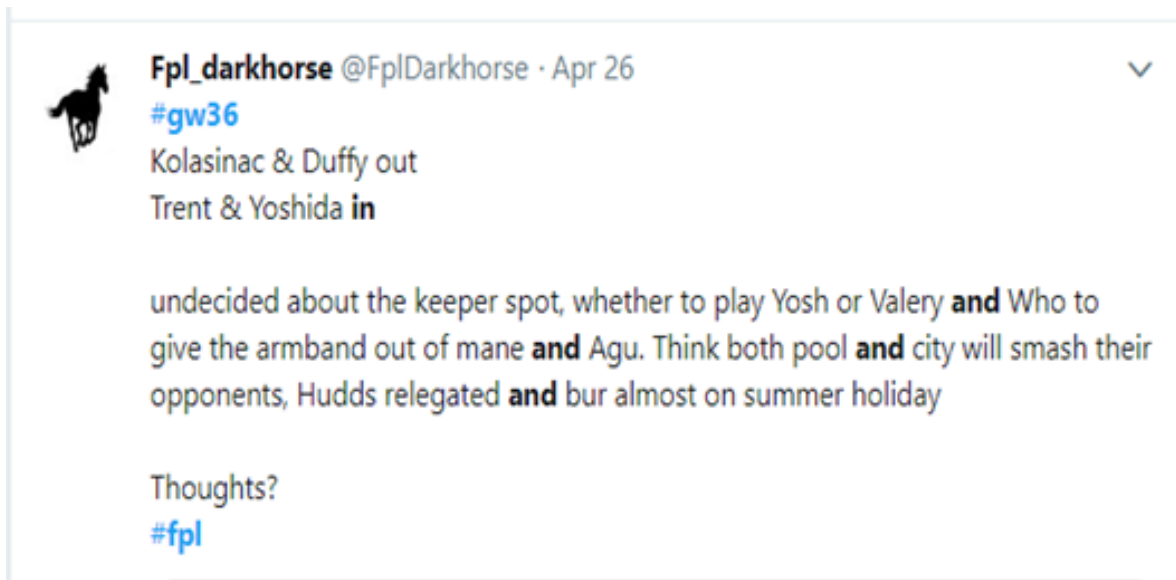 Fpl_darkhorse @FplDarkhorse · Apr 26
#gw36
Kolasinac & Duffy out
Trent & Yoshida in
undecided about the keeper spot, whether to play Yosh or Valery and Who to
give the armband out of mane and Agu. Think both pool and city will smash their
opponents, Hudds relegated and bur almost on summer holiday
Thoughts?
#fpl